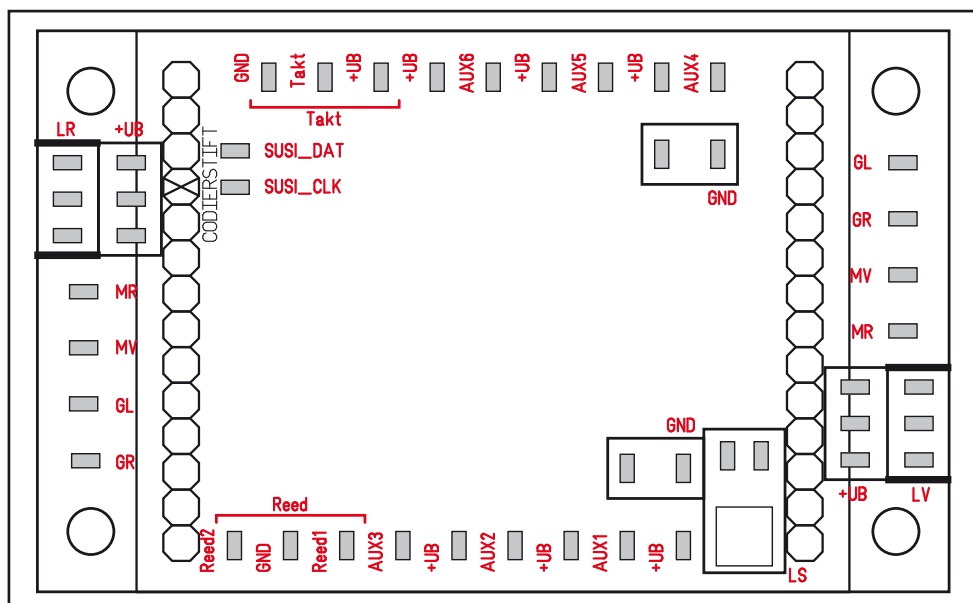 GND Takt +UB +UB AUX6 +UB AUX5 +UB AUX4
Takt
LR +UB
CODIERSTIFT
SUSI_DAT
SUSI_CLK
GND
GL
GR
MV
MR
MR
MV
GL
GR
GND
+UB LV
Reed
Reed2 GND Reed1 AUX3 +UB AUX2 +UB AUX1 +UB
LS